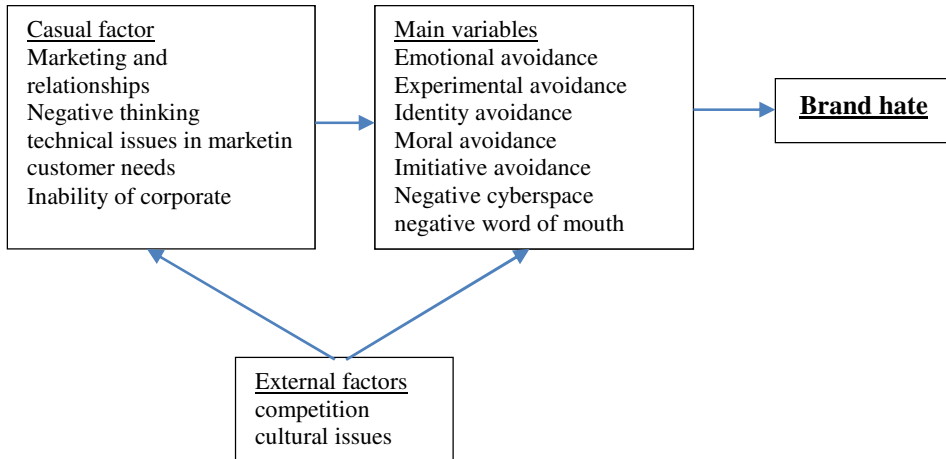 Casual factor
Marketing and
relationships
Negative thinking
technical issues in marketin
customer needs
Inability of corporate
Main variables
Emotional avoidance
Experimental avoidance
Identity avoidance
Moral avoidance
Imitiative avoidance
Negative cyberspace
negative word of mouth
Brand hate
External factors
competition
cultural issues